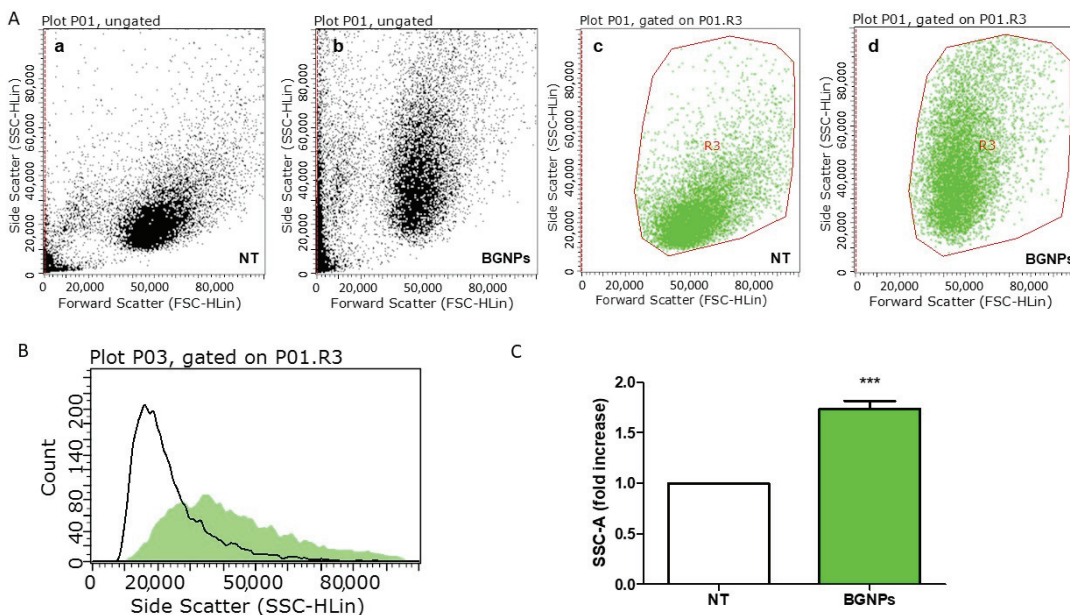 A
Plot P01, ungated
a
Side Scatter (SSC-HLin)
0
20,000
40,000
60,000
80,000
0
20,000
50,000
80,000
Forward Scatter (FSC-HLin)
NT
b
Side Scatter (SSC-HLin)
0
20,000
40,000
60,000
80,000
0
20,000
50,000
80,000
Forward Scatter (FSC-HLin)
BGNPs
Plot P01, gated on P01.R3
c
R3
Side Scatter (SSC-HLin)
0
20,000
40,000
60,000
80,000
0
20,000
50,000
80,000
Forward Scatter (FSC-HLin)
NT
Plot P01, gated on P01.R3
d
R3
Side Scatter (SSC-HLin)
0
20,000
40,000
60,000
80,000
0
20,000
50,000
80,000
Forward Scatter (FSC-HLin)
BGNPs
B
Plot P03, gated on P01.R3
Count
0
40
80
140
200
0
20,000
50,000
80,000
Side Scatter (SSC-HLin)
C
SSC-A (fold increase)
2.0
1.5
1.0
0.5
0.0
***
NT
BGNPs